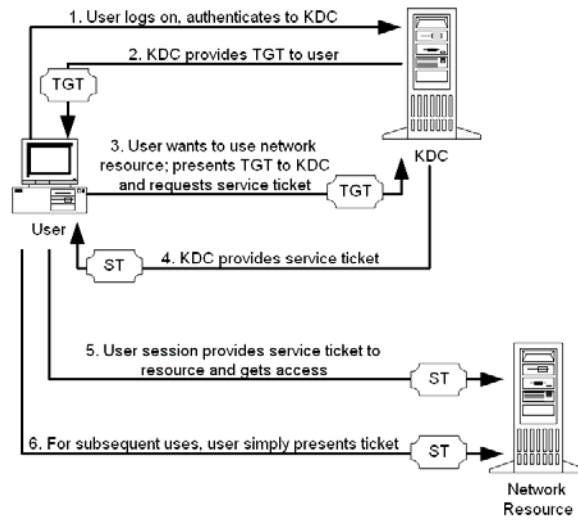 1. User logs on, authenticates to KDC
2. KDC provides TGT to user
TGT
KDC
3. User wants to use network
resource; presents TGT to KDC
and requests service ticket
TGT
User
ST
4. KDC provides service ticket
5. User session provides service ticket to
resource and gets access
ST
6. For subsequent uses, user simply presents ticket
ST
Network
Resource